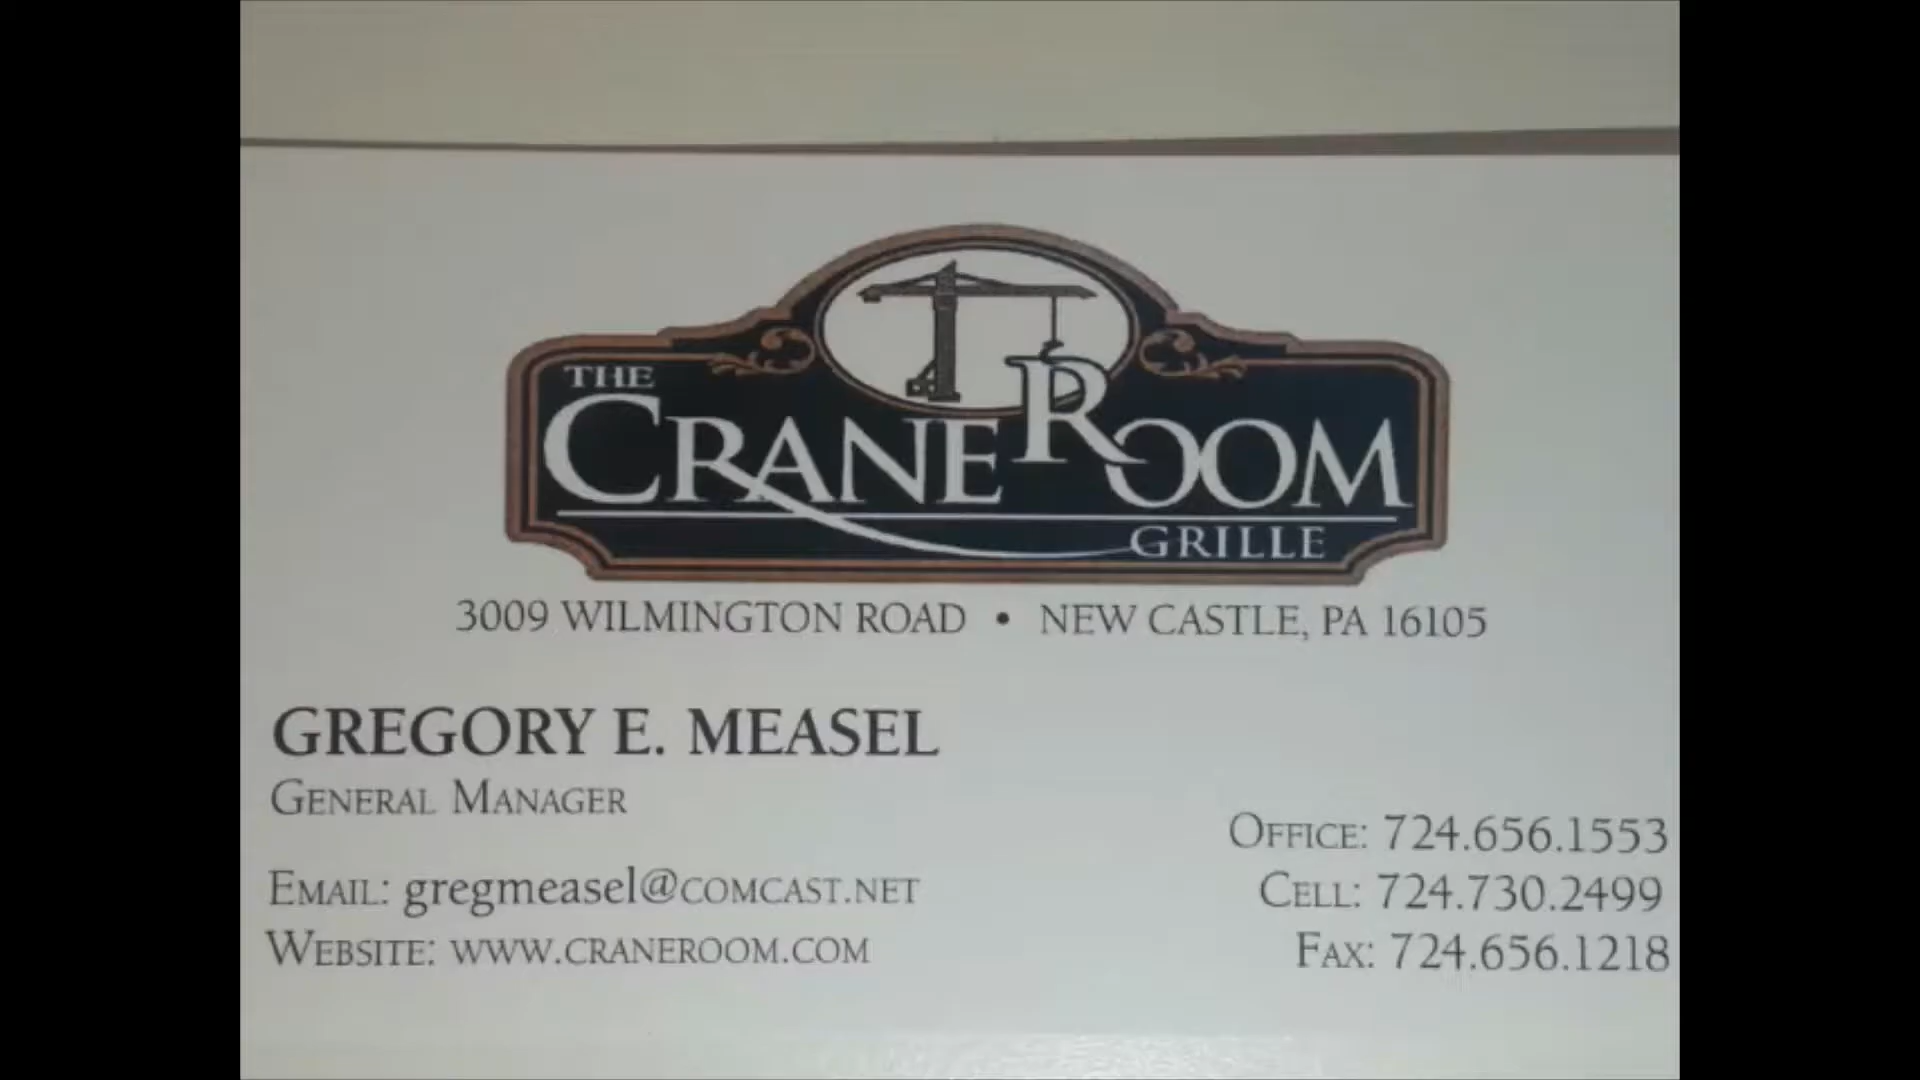 THE
CRANE ROOM
GRILLE
3009 WILMINGTON ROAD • NEW CASTLE, PA 16105
GREGORY E. MEASEL
GENERAL MANAGER
EMAIL: gregmeasel@COMCAST.NET
WEBSITE: WWW.CRANEROOM.COM
OFFICE: 724.656.1553
CELL: 724.730.2499
FAX: 724.656.1218